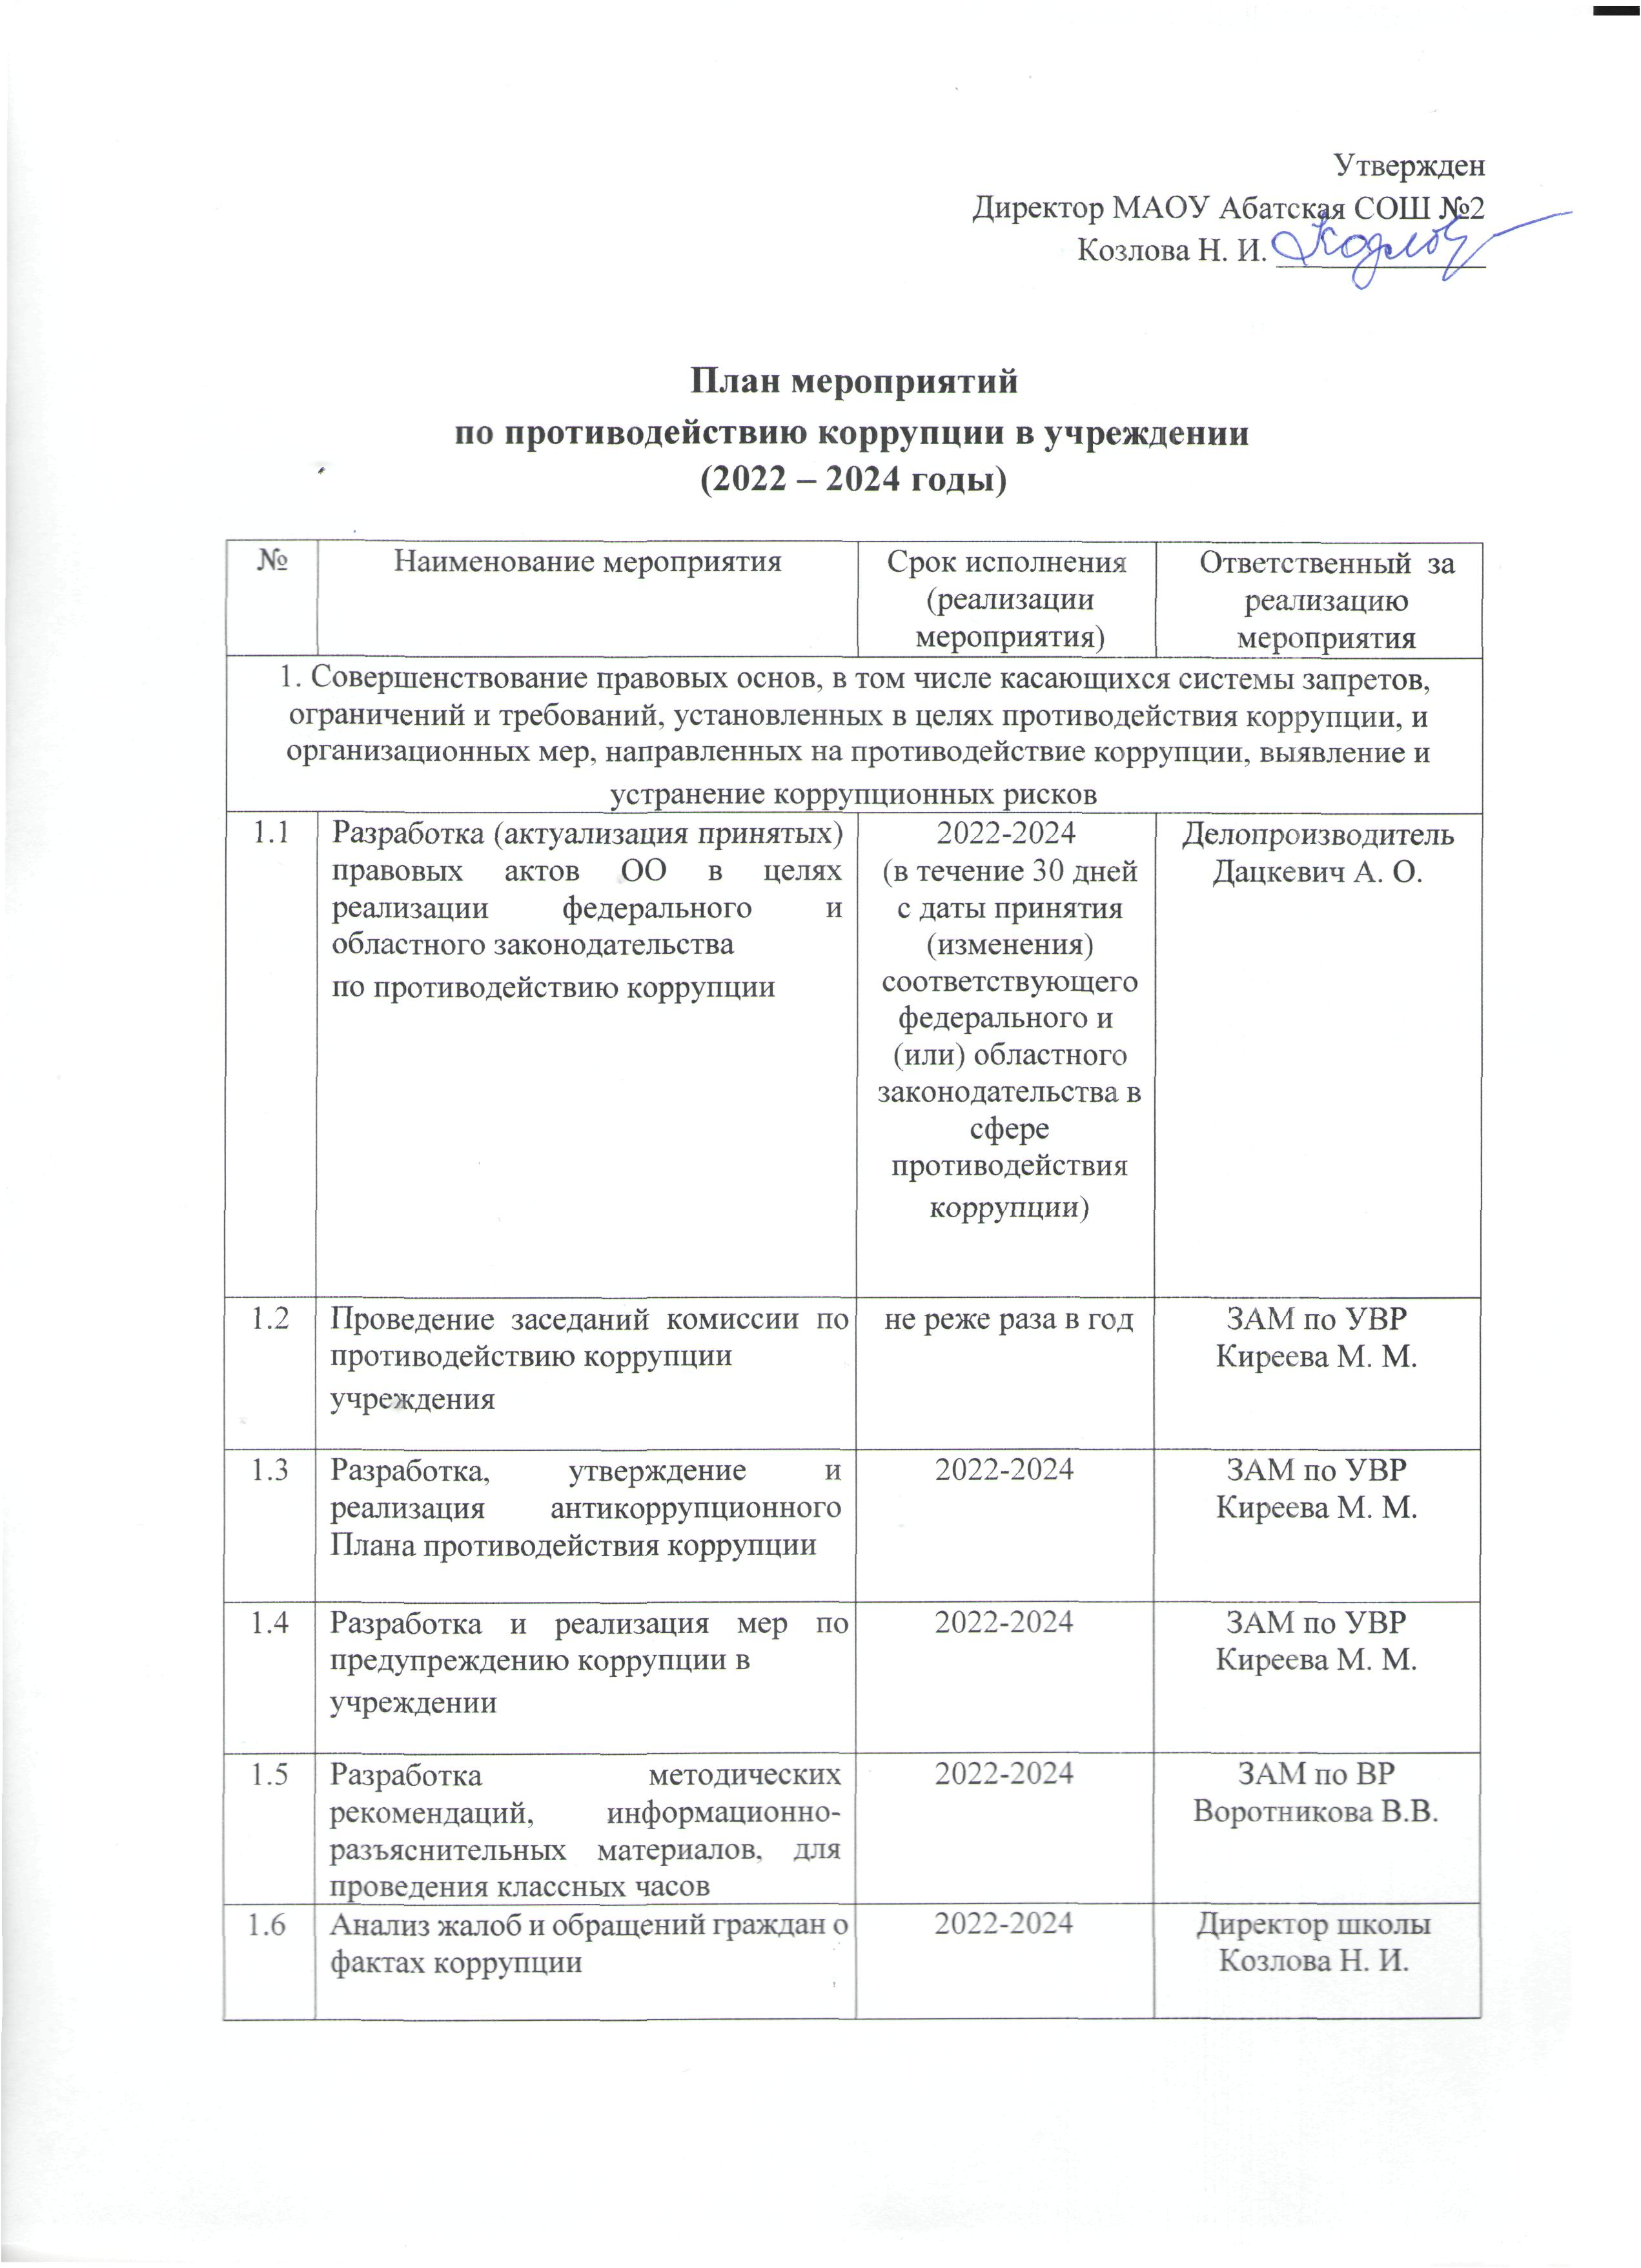 Утвержден
Директор МАОУ Абатская СОШ №2
Козлова Н. И. Козлов
План мероприятий
по противодействию коррупции в учреждении
(2022 – 2024 годы)
№
Наименование мероприятия
Срок исполнения
(реализации
мероприятия)
Ответственный за
реализацию
мероприятия
1. Совершенствование правовых основ, в том числе касающихся системы запретов,
ограничений и требований, установленных в целях противодействия коррупции, и
организационных мер, направленных на противодействие коррупции, выявление и
устранение коррупционных рисков
1.1
Разработка (актуализация принятых)
правовых актов ОО в целях
реализации федерального и
областного законодательства
по противодействию коррупции
2022-2024
(в течение 30 дней
с даты принятия
(изменения)
соответствующего
федерального и
(или) областного
законодательства в
сфере
противодействия
коррупции)
Делопроизводитель
Дацкевич А. О.
1.2
Проведение заседаний комиссии по
противодействию коррупции
учреждения
не реже раза в год
ЗАМ по УВР
Киреева М. М.
1.3
Разработка, утверждение и
реализация антикоррупционного
Плана противодействия коррупции
2022-2024
ЗАМ по УВР
Киреева М. М.
1.4
Разработка и реализация мер по
предупреждению коррупции в
учреждении
2022-2024
ЗАМ по УВР
Киреева М. М.
1.5
Разработка методических
рекомендаций, информационно-
разъяснительных материалов, для
проведения классных часов
2022-2024
ЗАМ по ВР
Воротникова В.В.
1.6
Анализ жалоб и обращений граждан о
фактах коррупции
2022-2024
Директор школы
Козлова Н. И.